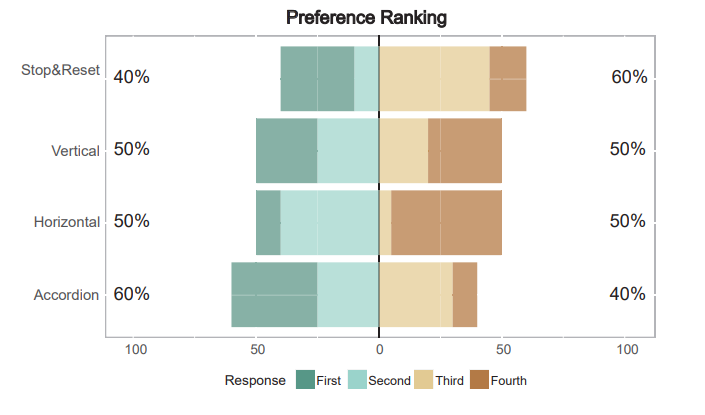 Preference Ranking
Stop&Reset 40% 60%
Vertical 50% 50%
Horizontal 50% 50%
Accordion 60% 40%
100 50 0 50 100
Response First Second Third Fourth